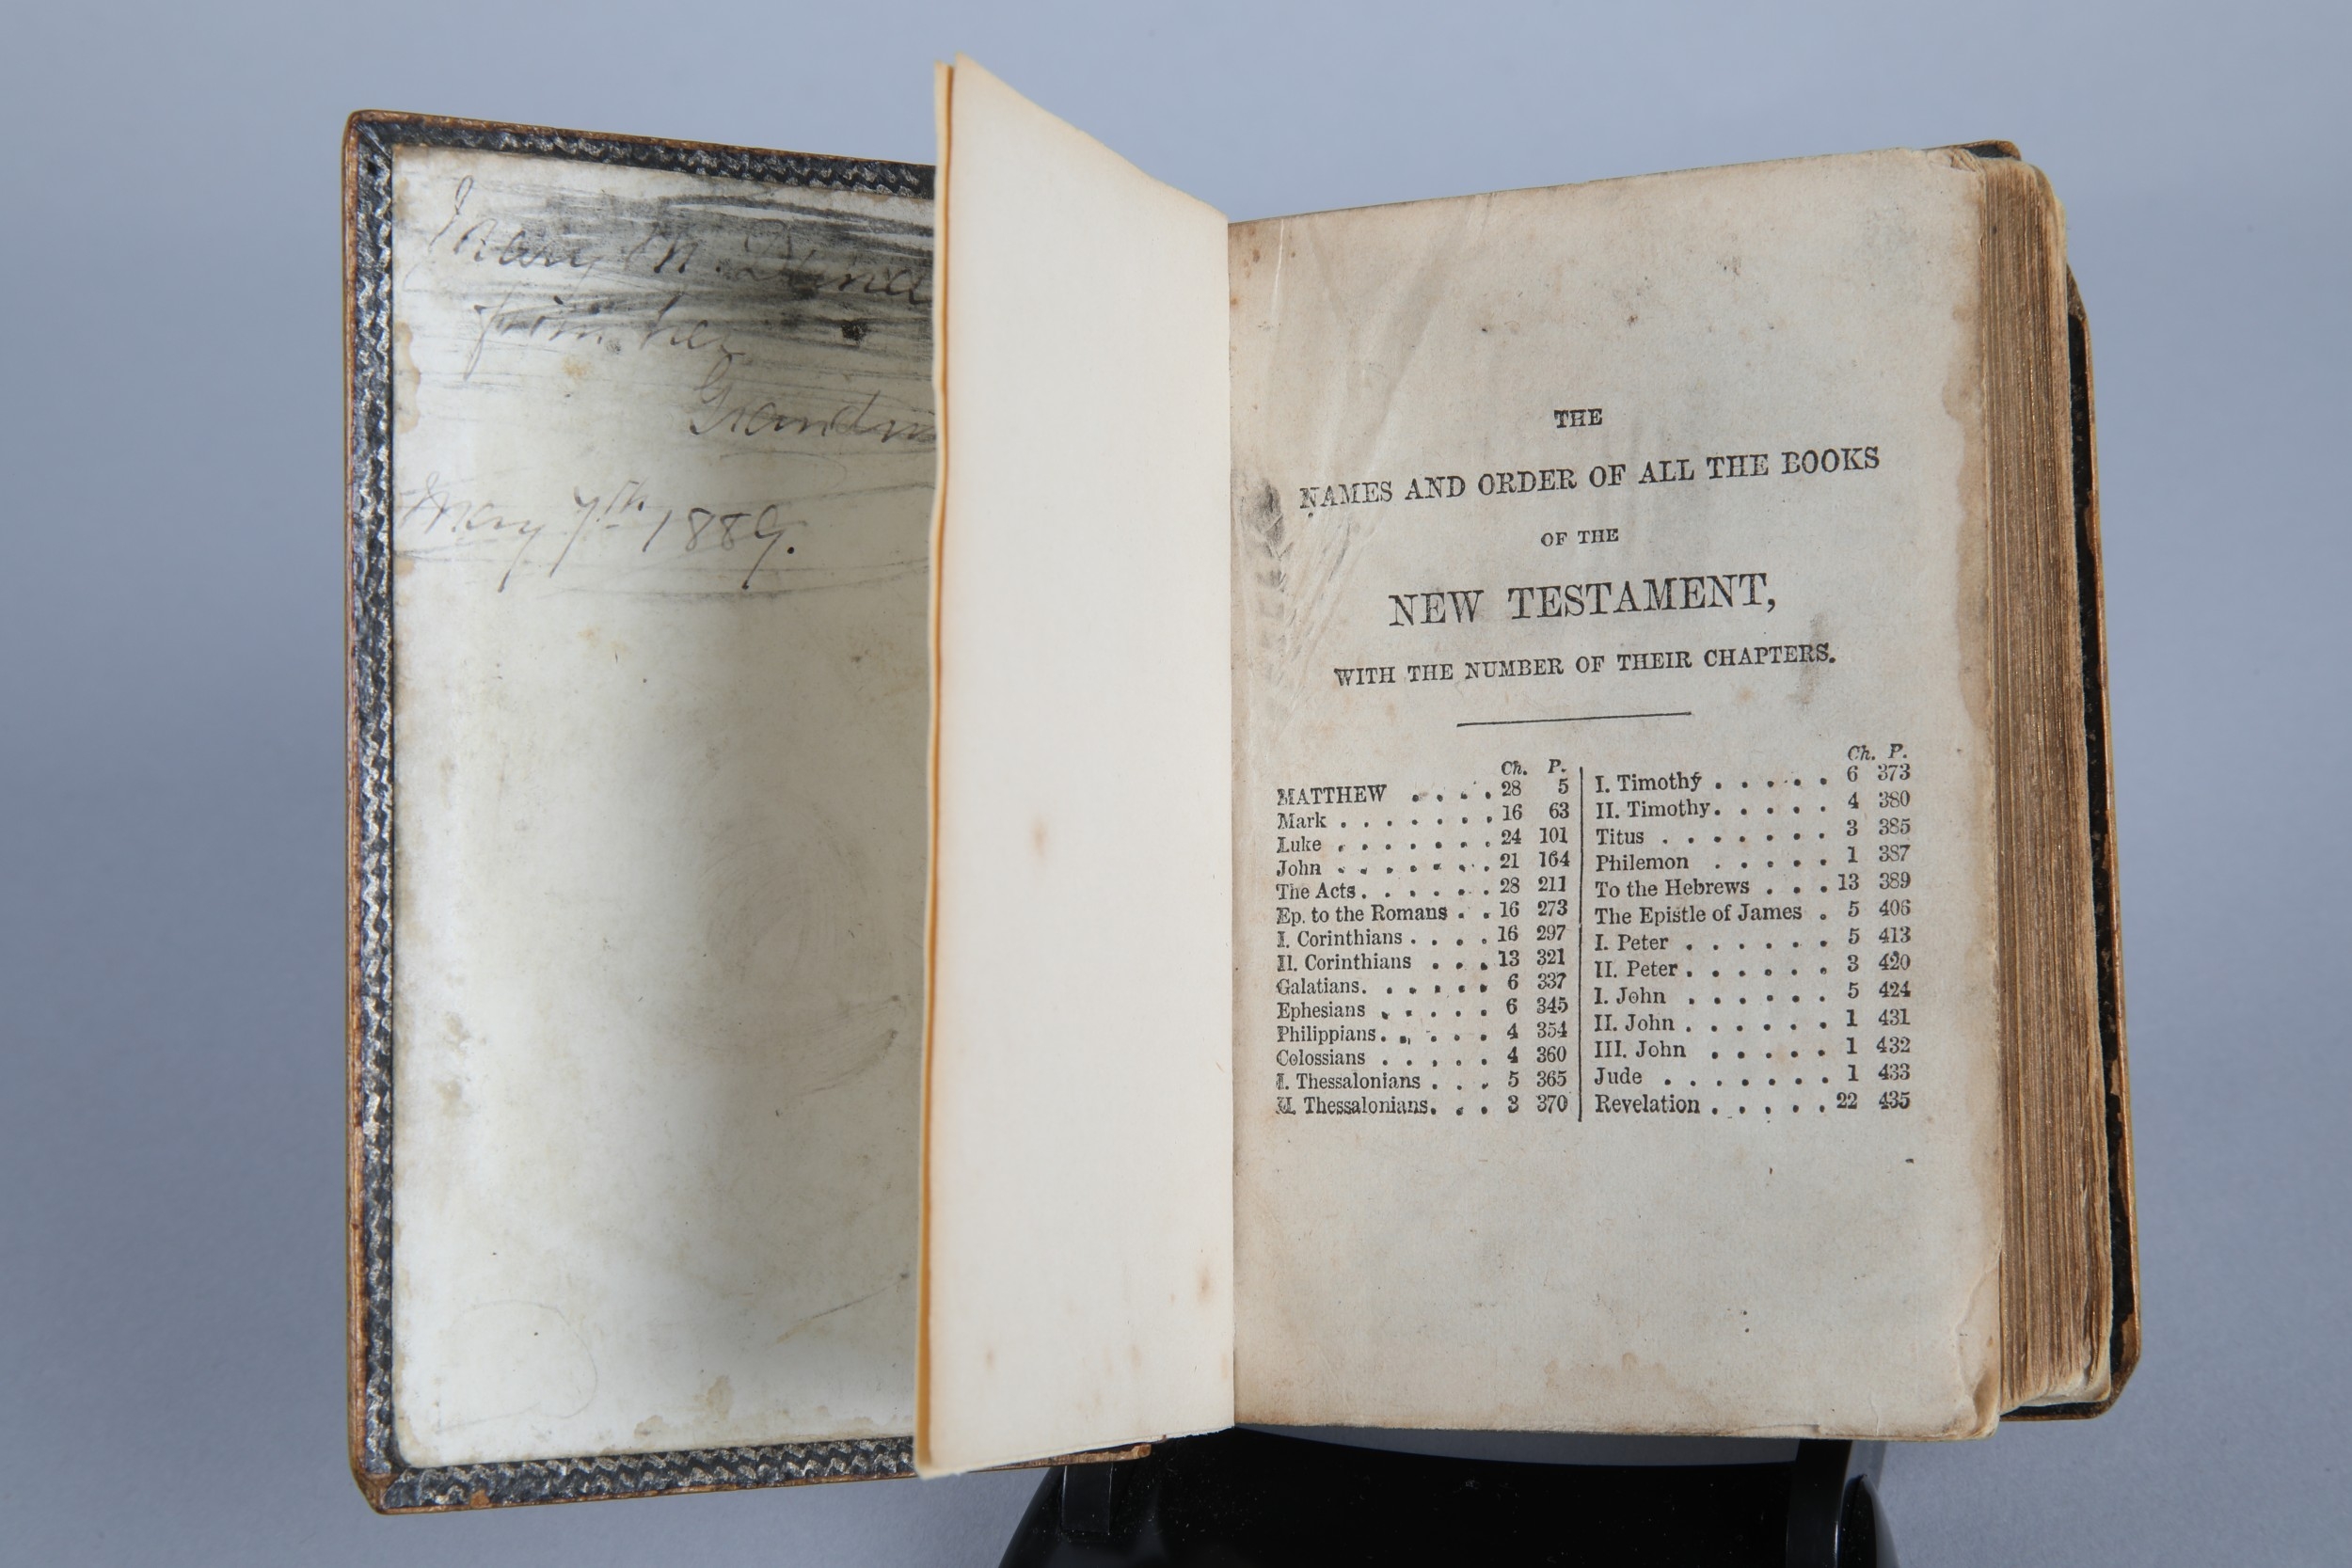 Mary M.
from her
May 7th 1889.
THE
NAMES AND ORDER OF ALL THE BOOKS
OF THE
NEW TESTAMENT,
WITH THE NUMBER OF THEIR CHAPTERS.
Ch. P.
MATTHEW . . . . 28 5
Mark . . . . . . . 16 63
Luke . . . . . . . 24 101
John . . . . . . . 21 164
The Acts . . . . . . 28 211
Ep. to the Romans . . 16 273
I. Corinthians . . . . 16 297
II. Corinthians . . . 13 321
Galatians . . . . . . 6 337
Ephesians . . . . . 6 345
Philippians . . . . . 4 354
Colossians . . . . . 4 360
I. Thessalonians . . . 5 365
II. Thessalonians . . . 3 370
Ch. P.
I. Timothy . . . . . 6 373
II. Timothy . . . . . 4 380
Titus . . . . . . . 3 385
Philemon . . . . . 1 387
To the Hebrews . . . 13 389
The Epistle of James . 5 406
I. Peter . . . . . . 5 413
II. Peter . . . . . . 3 420
I. John . . . . . . 5 424
II. John . . . . . . 1 431
III. John . . . . . 1 432
Jude . . . . . . . 1 433
Revelation . . . . . 22 435